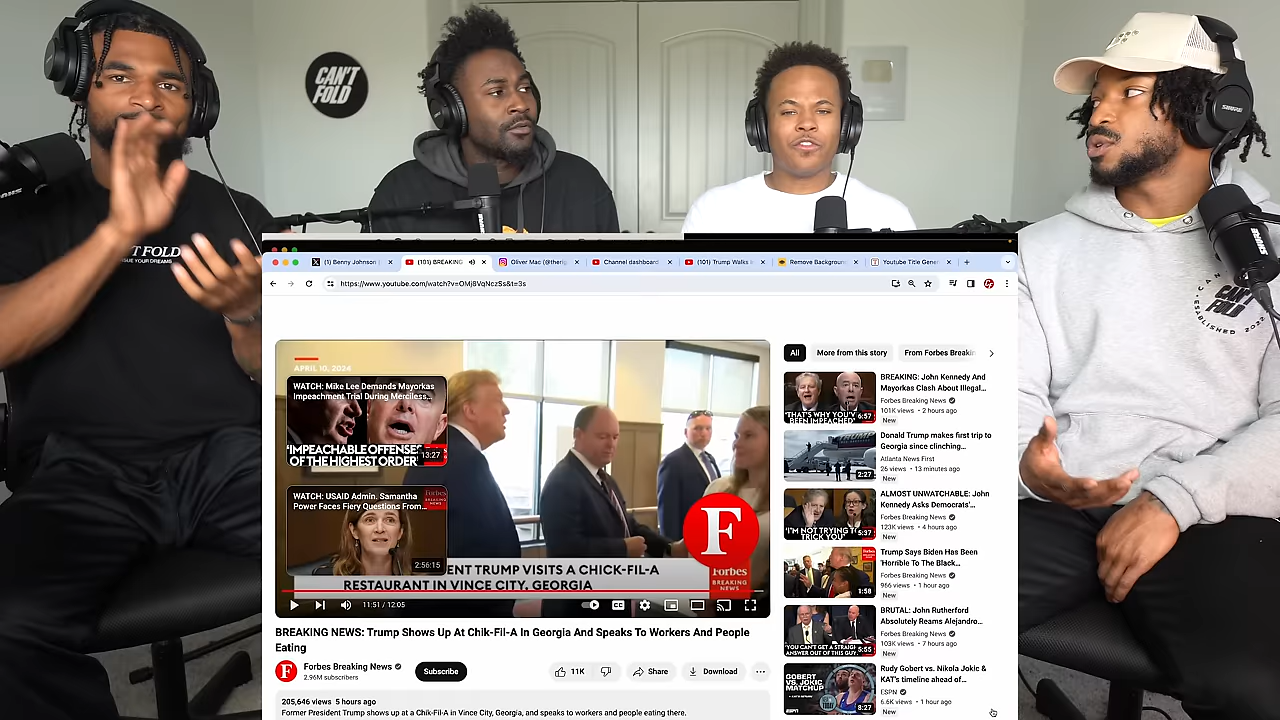 CAN'T
FOLD
SHURE
T FOLD
PURSUE YOUR DREAMS
CAN'T
FOLD
ESTABLISHED 2022
(1) Benny Johnson
(101) BREAKING
Oliver Mac (@therig
Channel dashboard
(101) Trump Walks i
Remove Background
Youtube Title Gene
https://www.youtube.com/watch?v=OMj8VqNczSs&t=3s
APRIL 10, 2024
WATCH: Mike Lee Demands Mayorkas
Impeachment Trial During Merciless...
'IMPEACHABLE OFFENSES
OF THE HIGHEST ORDER'
13:27
WATCH: USAID Admin. Samantha
Power Faces Fiery Questions From...
2:56:15
ENT TRUMP VISITS A CHICK-FIL-A
RESTAURANT IN VINCE CITY, GEORGIA
F
Forbes
BREAKING
NEWS
11:51 / 12:05
BREAKING NEWS: Trump Shows Up At Chik-Fil-A In Georgia And Speaks To Workers And People
Eating
Forbes Breaking News
2.96M subscribers
Subscribe
11K
Share
Download
205,646 views 5 hours ago
Former President Trump shows up at a Chik-Fil-A in Vince City, Georgia, and speaks to workers and people eating there.
All
More from this story
From Forbes Breakin
BREAKING: John Kennedy And
Mayorkas Clash About Illegal...
Forbes Breaking News
101K views • 2 hours ago
New
"THAT'S WHY YOU'V
BEEN IMPEACHED"
6:57
Donald Trump makes first trip to
Georgia since clinching...
Atlanta News First
26 views • 13 minutes ago
New
TRUMP
2:27
ALMOST UNWATCHABLE: John
Kennedy Asks Democrats'...
Forbes Breaking News
123K views • 4 hours ago
New
'I'M NOT TRYING TO
TRICK YOU'
5:37
Trump Says Biden Has Been
'Horrible To The Black...
Forbes Breaking News
966 views • 1 hour ago
New
1:58
BRUTAL: John Rutherford
Absolutely Reams Alejandro...
Forbes Breaking News
103K views • 7 hours ago
New
'YOU CAN'T GET A STRAIGHT
ANSWER OUT OF THIS GUY'
5:55
Rudy Gobert vs. Nikola Jokic &
KAT's timeline ahead of...
ESPN
6.6K views • 1 hour ago
New
GOBERT
VS. JOKIC
MATCHUP
ESPN
8:27